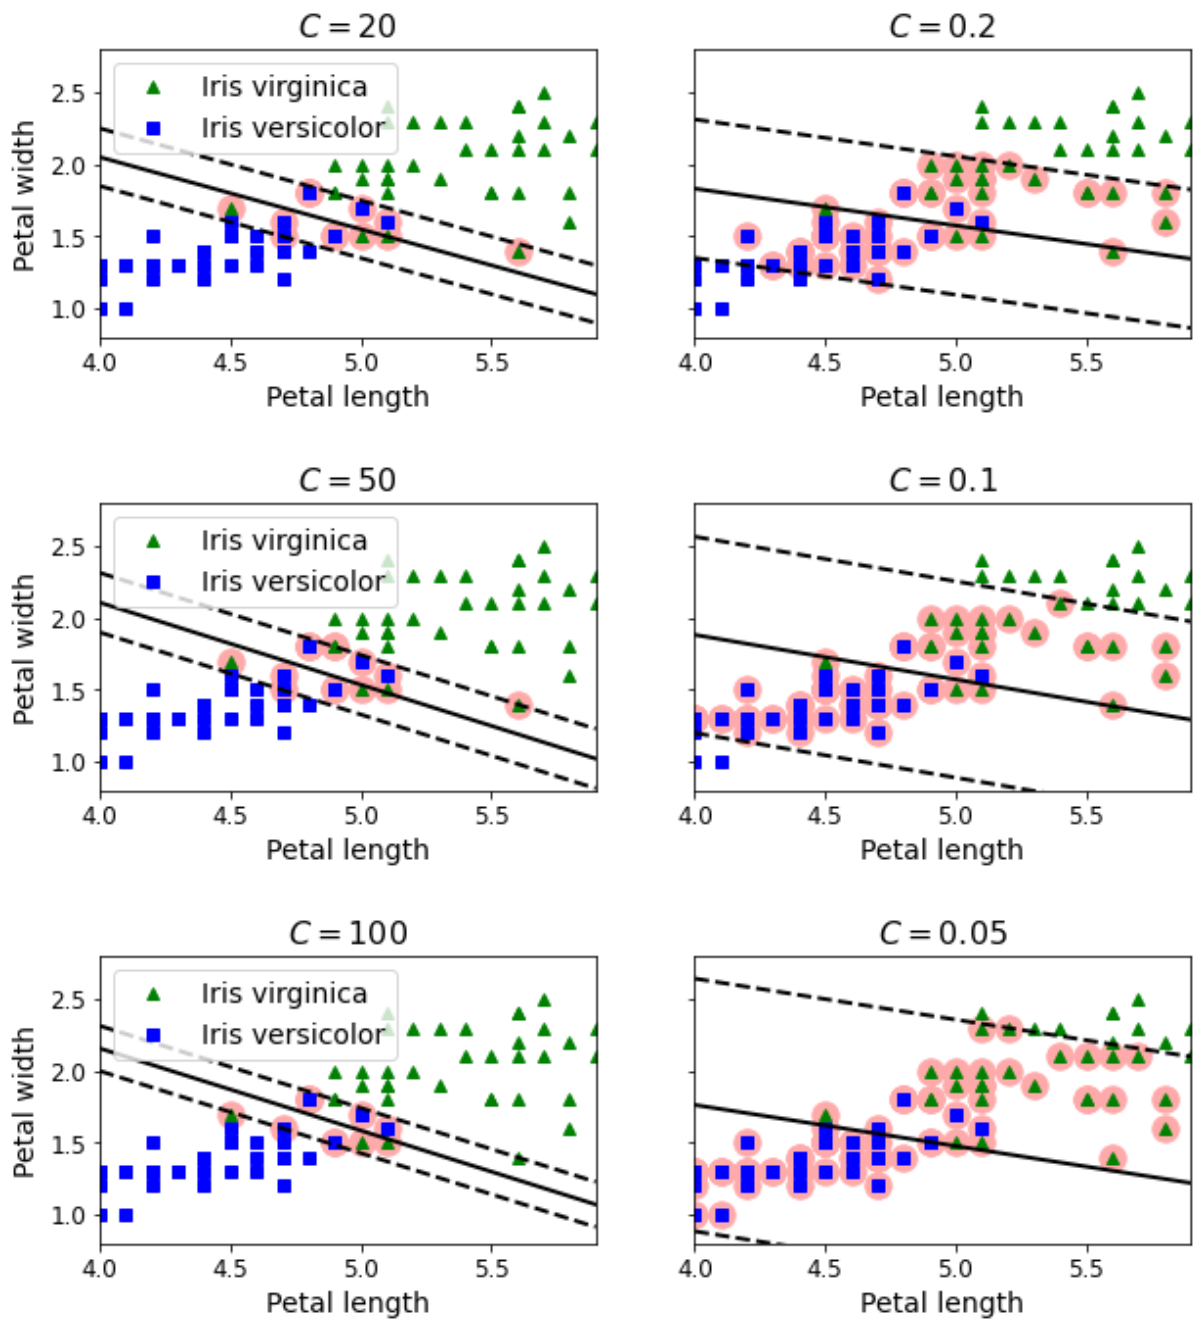 C = 20
Iris virginica
Iris versicolor
2.5
2.0
1.5
1.0
Petal width
4.0 4.5 5.0 5.5
Petal length
C = 0.2
4.0 4.5 5.0 5.5
Petal length
C = 50
Iris virginica
Iris versicolor
2.5
2.0
1.5
1.0
Petal width
4.0 4.5 5.0 5.5
Petal length
C = 0.1
4.0 4.5 5.0 5.5
Petal length
C = 100
Iris virginica
Iris versicolor
2.5
2.0
1.5
1.0
Petal width
4.0 4.5 5.0 5.5
Petal length
C = 0.05
4.0 4.5 5.0 5.5
Petal length